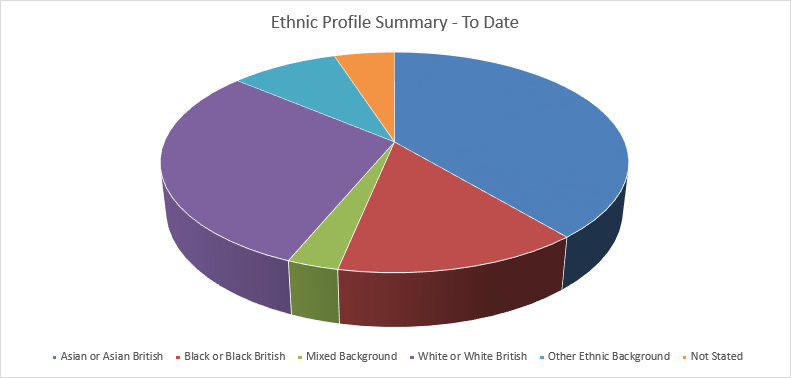 Ethnic Profile Summary - To Date
Asian or Asian British Black or Black British Mixed Background White or White British Other Ethnic Background Not Stated